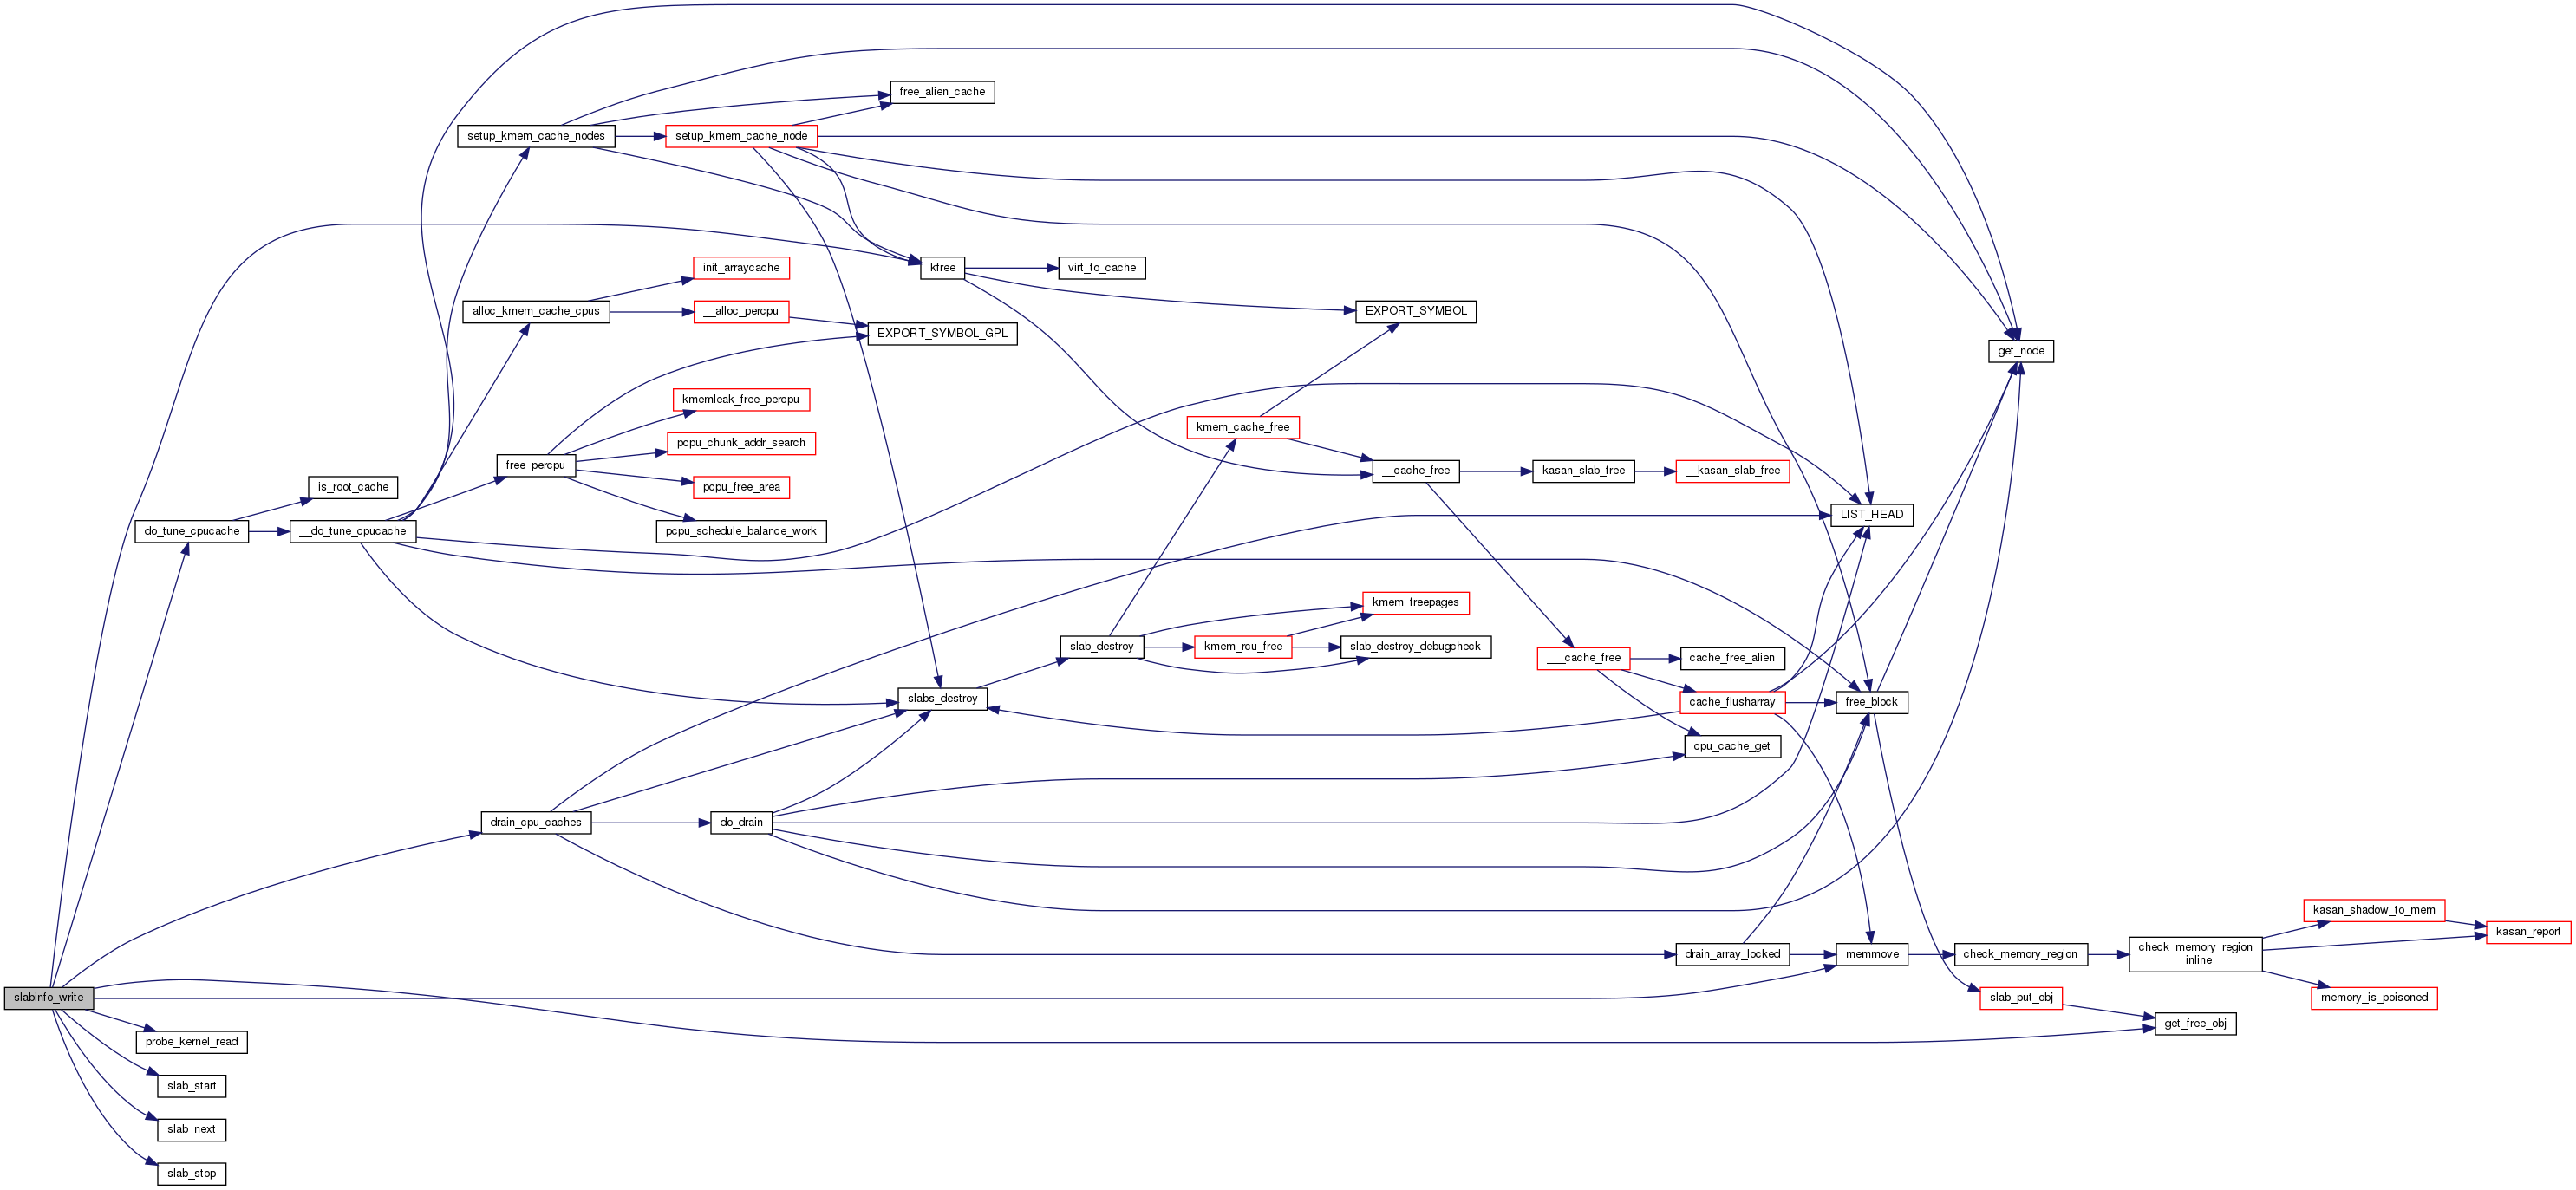 free_alien_cache
setup_kmem_cache_nodes
setup_kmem_cache_node
init_arraycache
kfree
virt_to_cache
alloc_kmem_cache_cpus
__alloc_percpu
EXPORT_SYMBOL
EXPORT_SYMBOL_GPL
get_node
kmemleak_free_percpu
kmem_cache_free
pcpu_chunk_addr_search
free_percpu
__cache_free
kasan_slab_free
__kasan_slab_free
is_root_cache
pcpu_free_area
LIST_HEAD
do_tune_cpucache
__do_tune_cpucache
pcpu_schedule_balance_work
kmem_freepages
slab_destroy
kmem_rcu_free
slab_destroy_debugcheck
___cache_free
cache_free_alien
slabs_destroy
cache_flusharray
free_block
cpu_cache_get
drain_cpu_caches
do_drain
kasan_shadow_to_mem
kasan_report
drain_array_locked
memmove
check_memory_region
check_memory_region
_inline
slabinfo_write
slab_put_obj
memory_is_poisoned
get_free_obj
probe_kernel_read
slab_start
slab_next
slab_stop